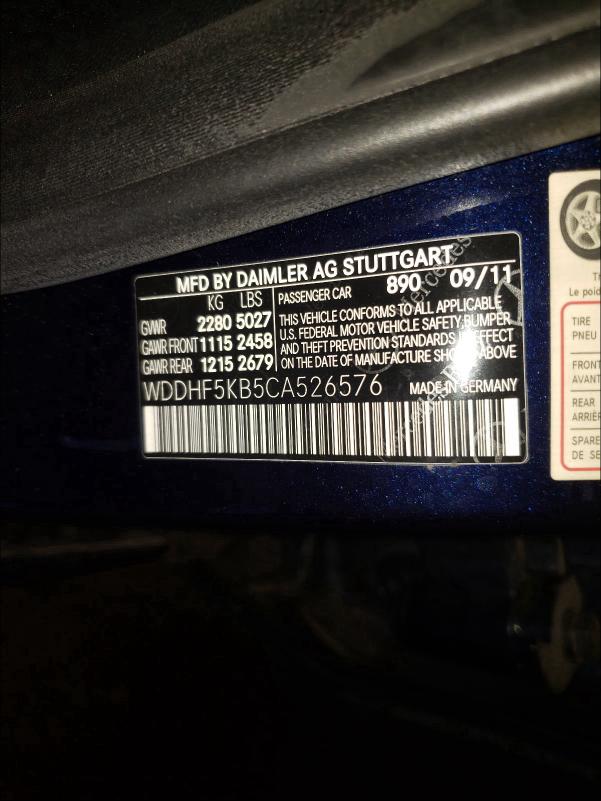 MFD BY DAIMLER AG STUTTGART
KG LBS
GVWR 2280 5027
GAWR FRONT 1115 2458
GAWR REAR 1215 2679
PASSENGER CAR 890 09/11
THIS VEHICLE CONFORMS TO ALL APPLICABLE
U.S. FEDERAL MOTOR VEHICLE SAFETY, BUMPER
AND THEFT PREVENTION STANDARDS IN EFFECT
ON THE DATE OF MANUFACTURE SHOWN ABOVE
WDDHF5KB5CA526576 MADE IN GERMANY
Mercedes
Le poid
TIRE
PNEU
FRONT
AVANT
REAR
ARRIÈR
SPARE
DE SE